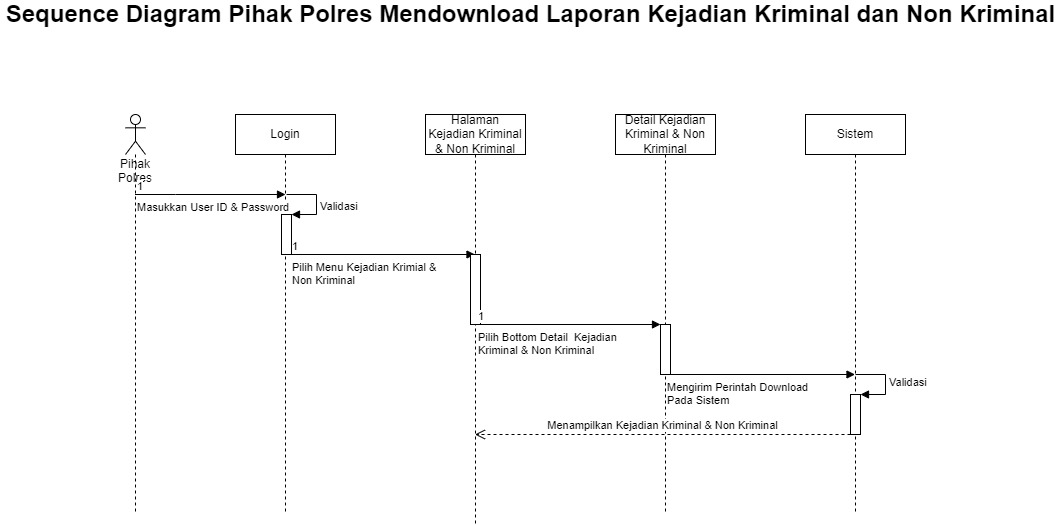 Sequence Diagram Pihak Polres Mendownload Laporan Kejadian Kriminal dan Non Kriminal
Pihak
Polres
Login
Halaman
Kejadian Kriminal
& Non Kriminal
Detail Kejadian
Kriminal & Non
Kriminal
Sistem
1
Masukkan User ID & Password
Validasi
1
Pilih Menu Kejadian Krimial &
Non Kriminal
1
Pilih Bottom Detail  Kejadian
Kriminal & Non Kriminal
Mengirim Perintah Download
Pada Sistem
Validasi
Menampilkan Kejadian Kriminal & Non Kriminal